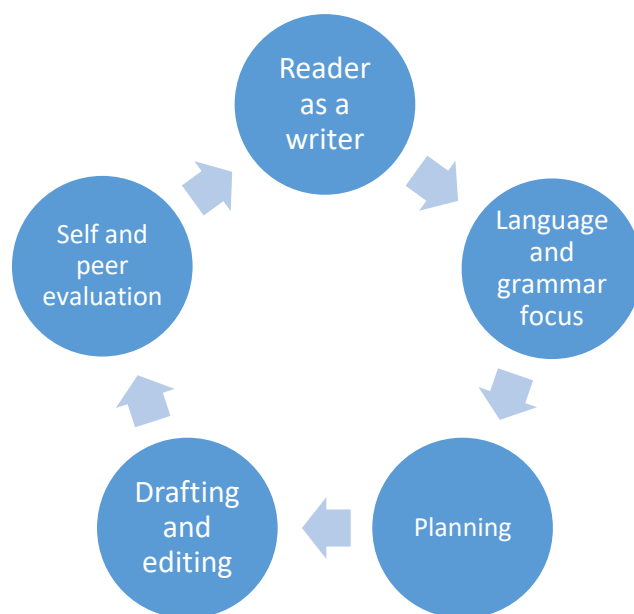 Reader
as a
writer
Language
and
grammar
focus
Planning
Drafting
and
editing
Self and
peer
evaluation